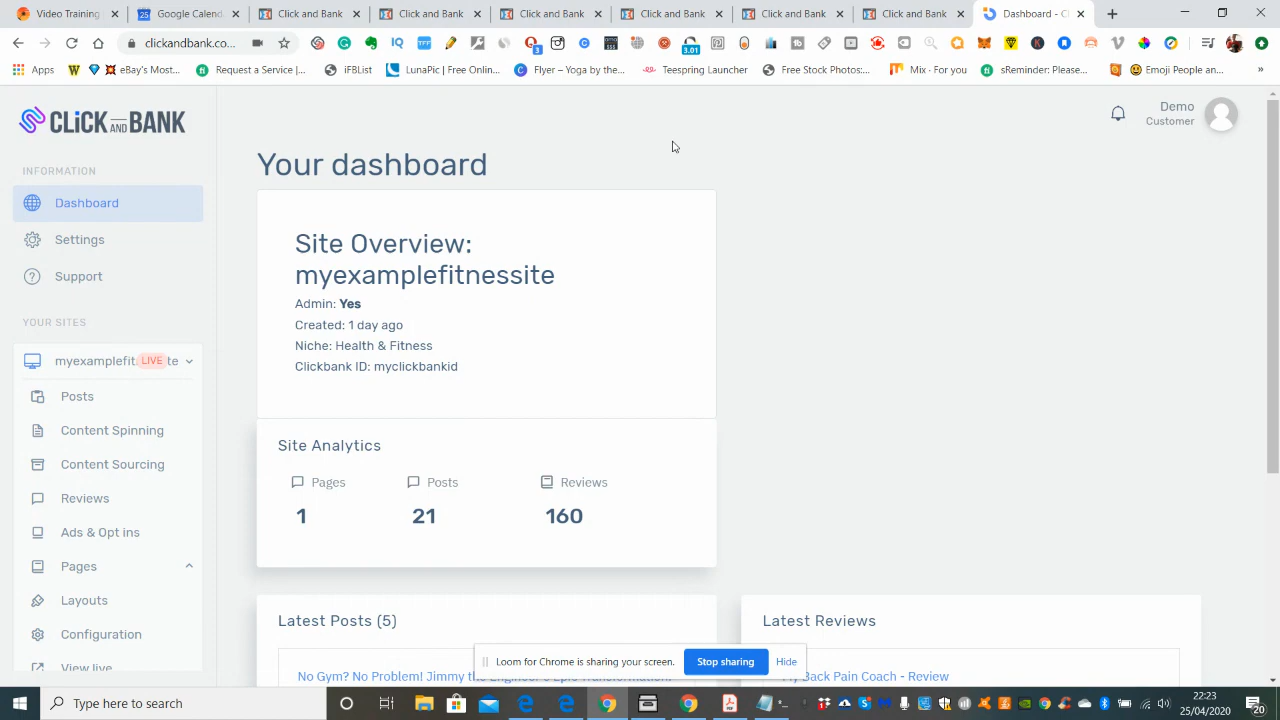 Video Training
Google Calend
Click and Bank
Click and Bank
Click and Bank
Click and Bank
Click and Bank
Click and Bank
Dashboard - C
clickandbank.co...
Apps
eBay's Most...
Request a Service |...
iFBList
LunaPic | Free Onlin...
Flyer – Yoga by the...
Teespring Launcher
Free Stock Photos:...
Mix · For you
sReminder: Please...
Emoji People an...
»
CLICK AND BANK
Demo
Customer
INFORMATION
Dashboard
Settings
Support
YOUR SITES
myexamplefit LIVE te
Posts
Content Spinning
Content Sourcing
Reviews
Ads & Opt ins
Pages
Layouts
Configuration
View live
Your dashboard
Site Overview:
myexamplefitnessite
Admin: Yes
Created: 1 day ago
Niche: Health & Fitness
Clickbank ID: myclickbankid
Site Analytics
Pages
Posts
Reviews
1
21
160
Latest Posts (5)
Latest Reviews
No Gym? No Problem! Jimmy the Engineer's Epic Transformation!
My Back Pain Coach - Review
Loom for Chrome is sharing your screen.
Stop sharing
Hide
Type here to search
22:23
25/04/2020
20